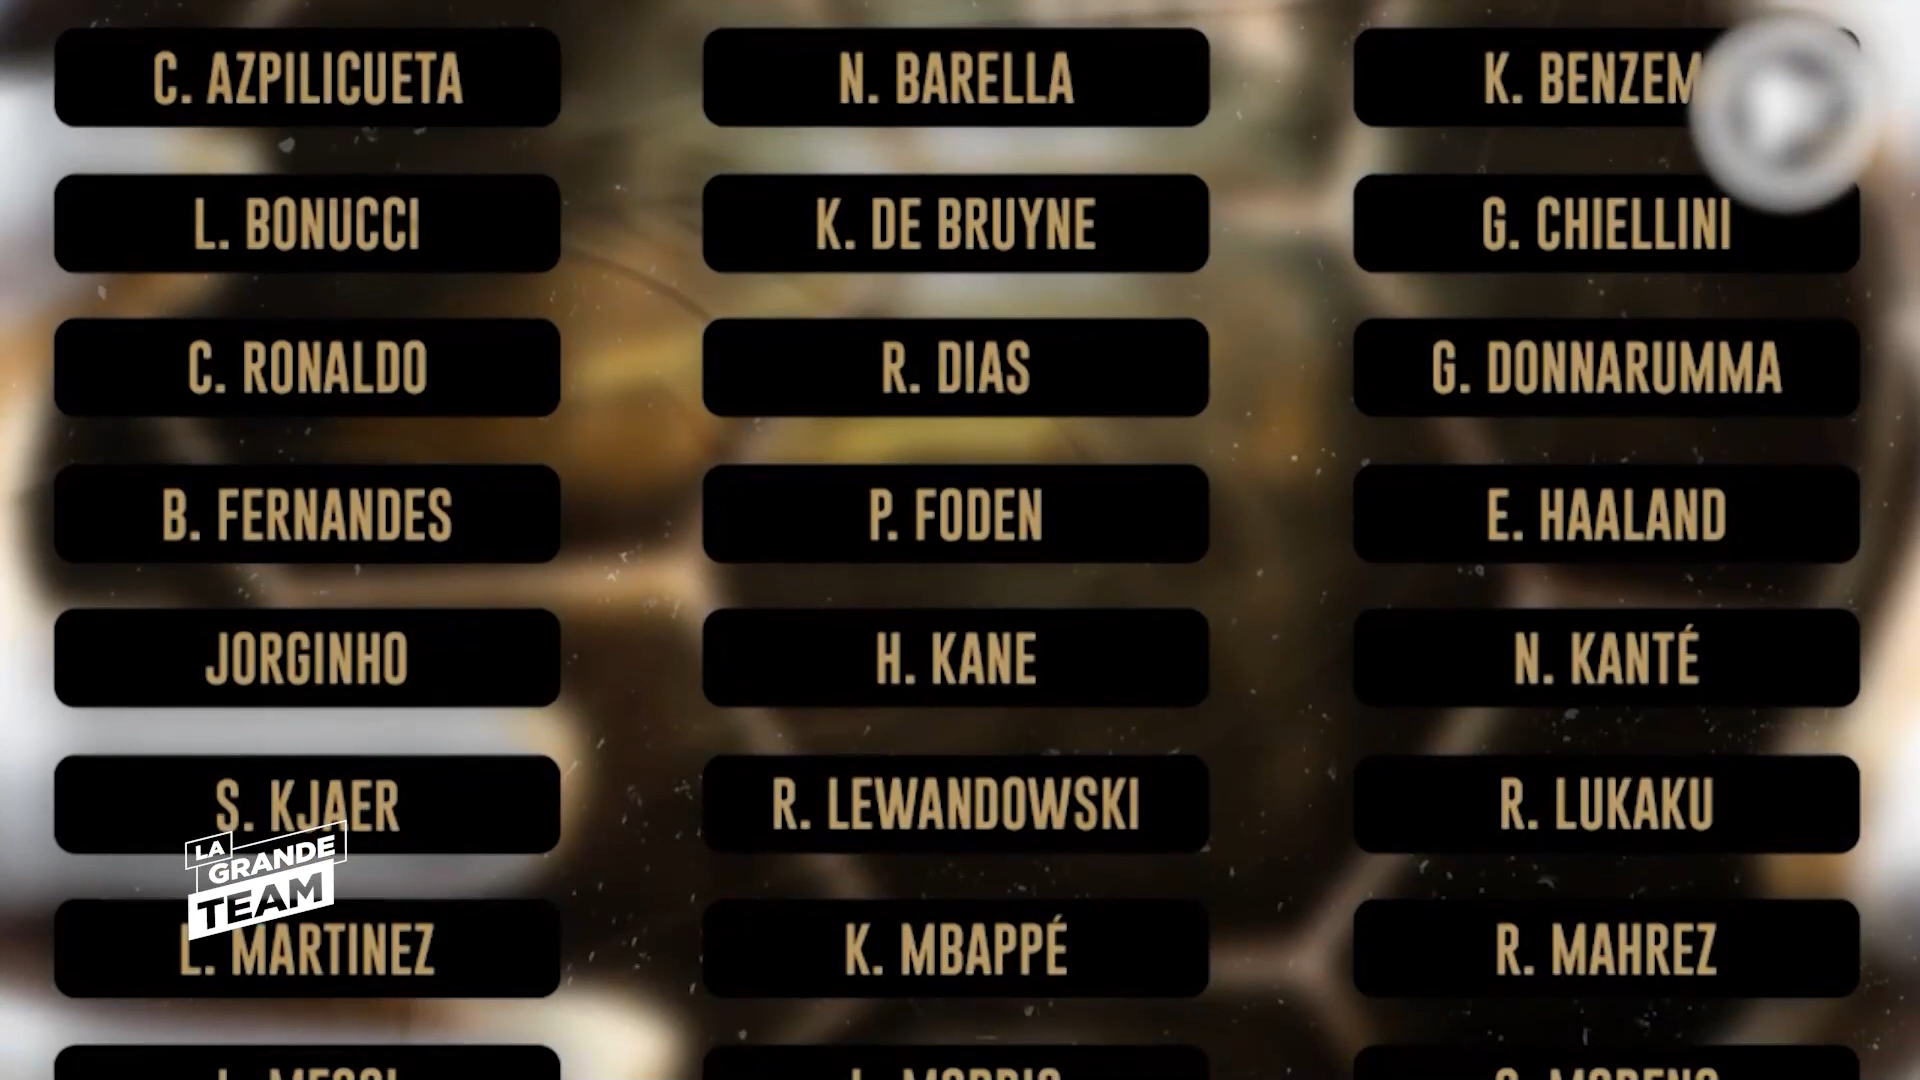 C. AZPILICUETA
N. BARELLA
K. BENZEM
L. BONUCCI
K. DE BRUYNE
G. CHIELLINI
C. RONALDO
R. DIAS
G. DONNARUMMA
B. FERNANDES
P. FODEN
E. HAALAND
JORGINHO
H. KANE
N. KANTÉ
S. KJAER
R. LEWANDOWSKI
R. LUKAKU
LA
GRANDE
TEAM
L. MARTINEZ
K. MBAPPÉ
R. MAHREZ